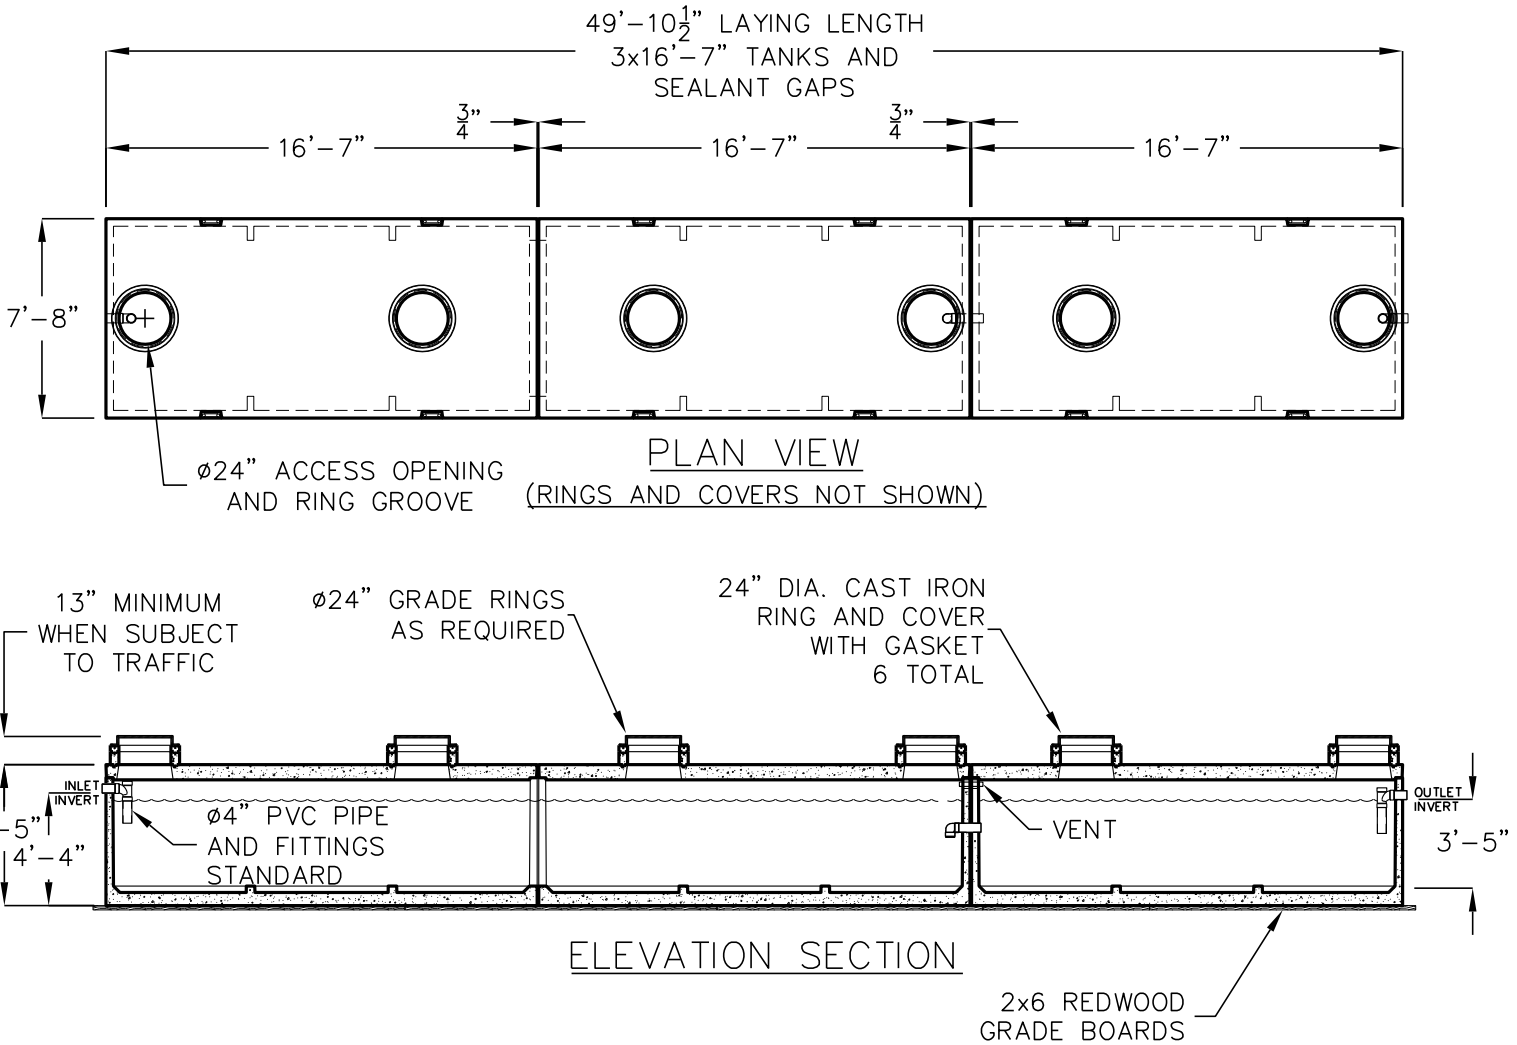 49'-10½" LAYING LENGTH
3x16'-7" TANKS AND
SEALANT GAPS
¾"
¾"
16'-7"
16'-7"
16'-7"
7'-8"
PLAN VIEW
(RINGS AND COVERS NOT SHOWN)
ø24" ACCESS OPENING
AND RING GROOVE
13" MINIMUM
WHEN SUBJECT
TO TRAFFIC
ø24" GRADE RINGS
AS REQUIRED
24" DIA. CAST IRON
RING AND COVER
WITH GASKET
6 TOTAL
INLET
INVERT
-5"
4'-4"
ø4" PVC PIPE
AND FITTINGS
STANDARD
VENT
OUTLET
INVERT
3'-5"
ELEVATION SECTION
2x6 REDWOOD
GRADE BOARDS